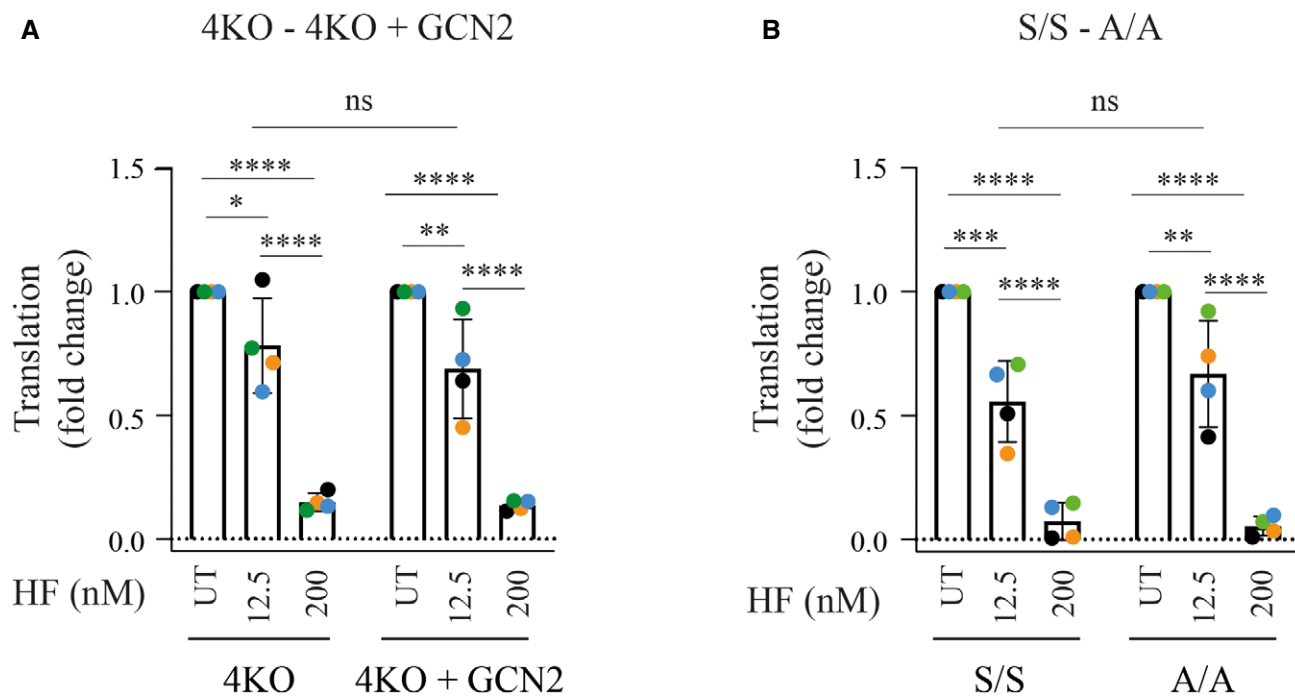 A
4KO - 4KO + GCN2
ns
****
*
****
****
**
****
Translation
(fold change)
1.5
1.0
0.5
0.0
HF (nM)
UT
12.5
200
UT
12.5
200
4KO
4KO + GCN2
B
S/S - A/A
ns
****
***
****
****
**
****
Translation
(fold change)
1.5
1.0
0.5
0.0
HF (nM)
UT
12.5
200
UT
12.5
200
S/S
A/A